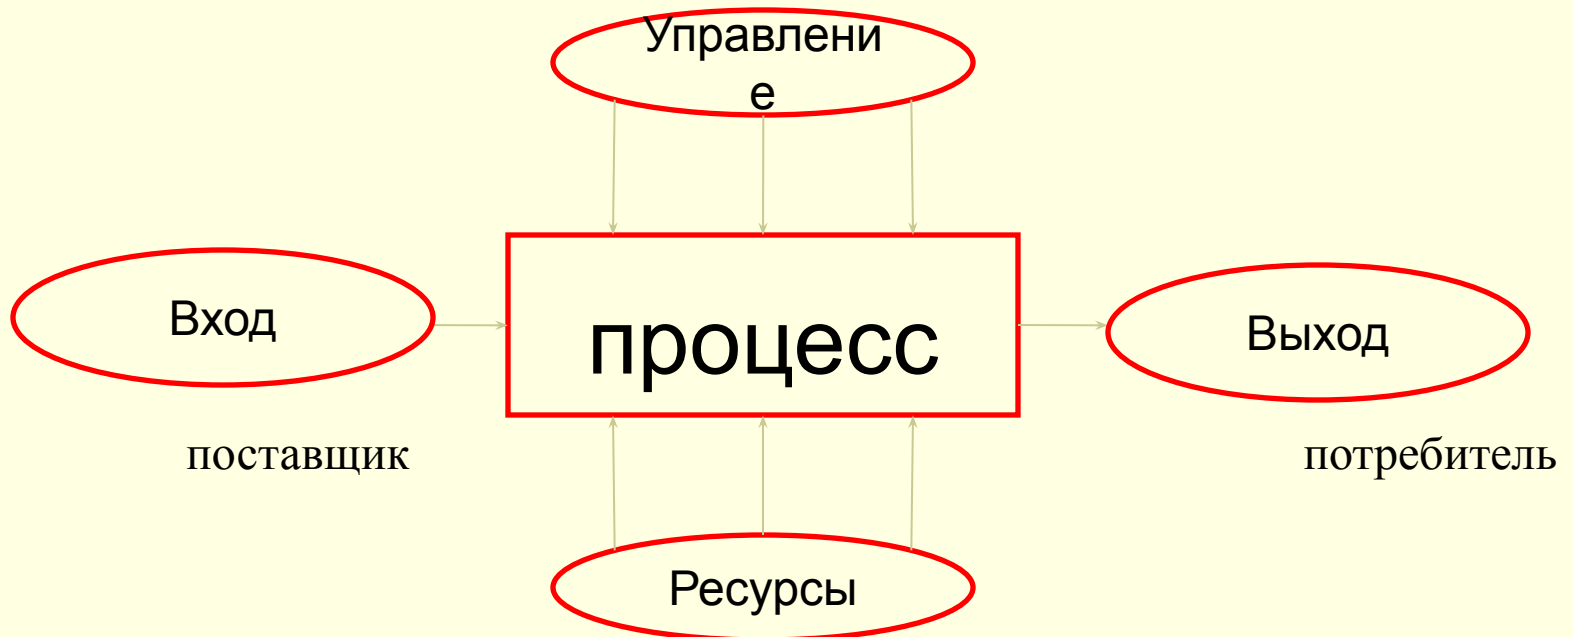 Управлени
е
Вход
процесс
Выход
поставщик
потребитель
Ресурсы